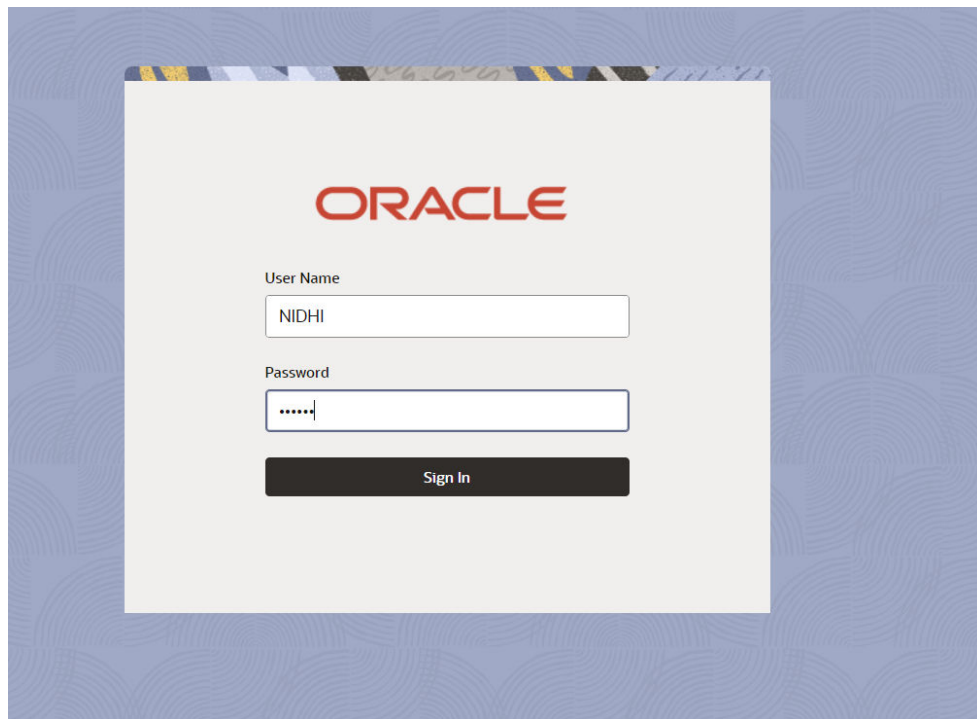 ORACLE
User Name
NIDHI
Password
••••••
Sign In